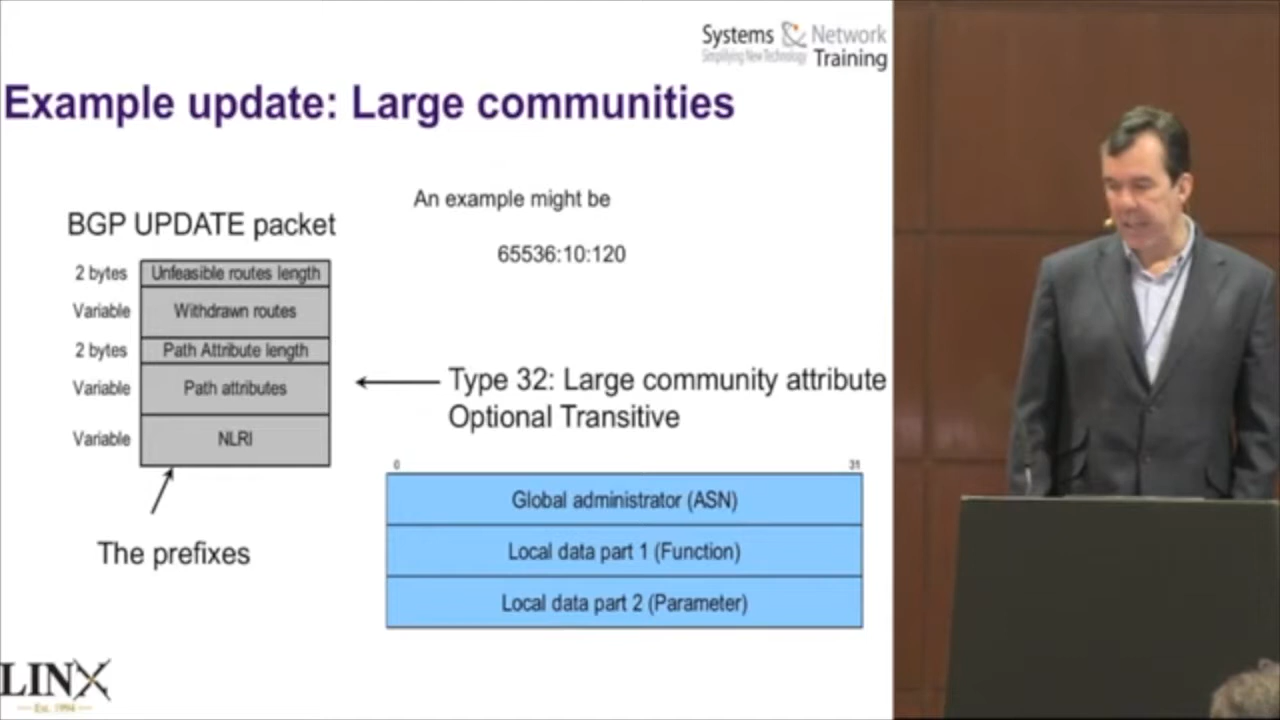 Systems Network
Simplifying New Technology Training
Example update: Large communities
An example might be
65536:10:120
BGP UPDATE packet
2 bytes Unfeasible routes length
Variable Withdrawn routes
2 bytes Path Attribute length
Variable Path attributes
Variable NLRI
The prefixes
Type 32: Large community attribute
Optional Transitive
0 31
Global administrator (ASN)
Local data part 1 (Function)
Local data part 2 (Parameter)
LINX
Est. 1994